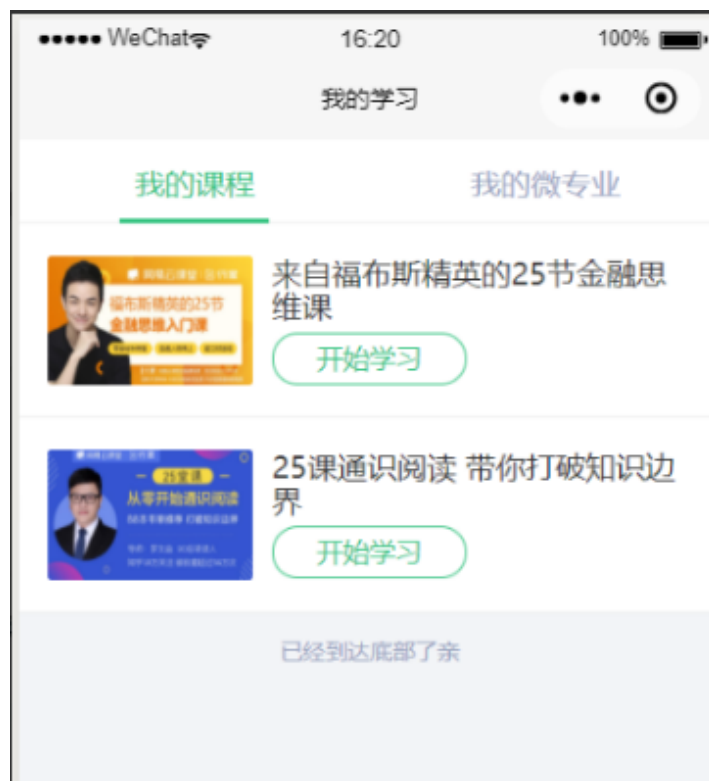 WeChat
16:20
100%
我的学习
我的课程
我的微专业
福布斯精英的25节
金融思维入门课
来自福布斯精英的25节金融思
维课
开始学习
25堂课
从零开始通识阅读
25课通识阅读 带你打破知识边
界
开始学习
已经到达底部了亲